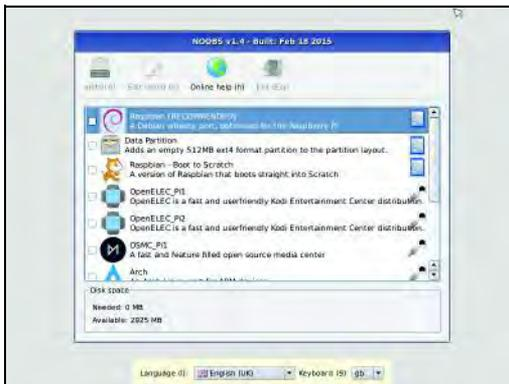 NOOBS v1.4 - Built: Feb 18 2015
Edit config (e) Online help (h)
Raspbian [RECOMMENDED]
A Debian wheezy port, optimised for the Raspberry Pi
Data Partition
Adds an empty 512MB ext4 format partition to the partition layout.
Raspbian - Boot to Scratch
A version of Raspbian that boots straight into Scratch
OpenELEC_Pi1
OpenELEC is a fast and userfriendly Kodi Entertainment Center distribution.
OpenELEC_Pi2
OpenELEC is a fast and userfriendly Kodi Entertainment Center distribution.
OSMC_Pi1
A fast and feature filled open source media center
Arch
Disk space
Needed: 0 MB
Available: 2025 MB
Language (l): English (UK) Keyboard (9): gb